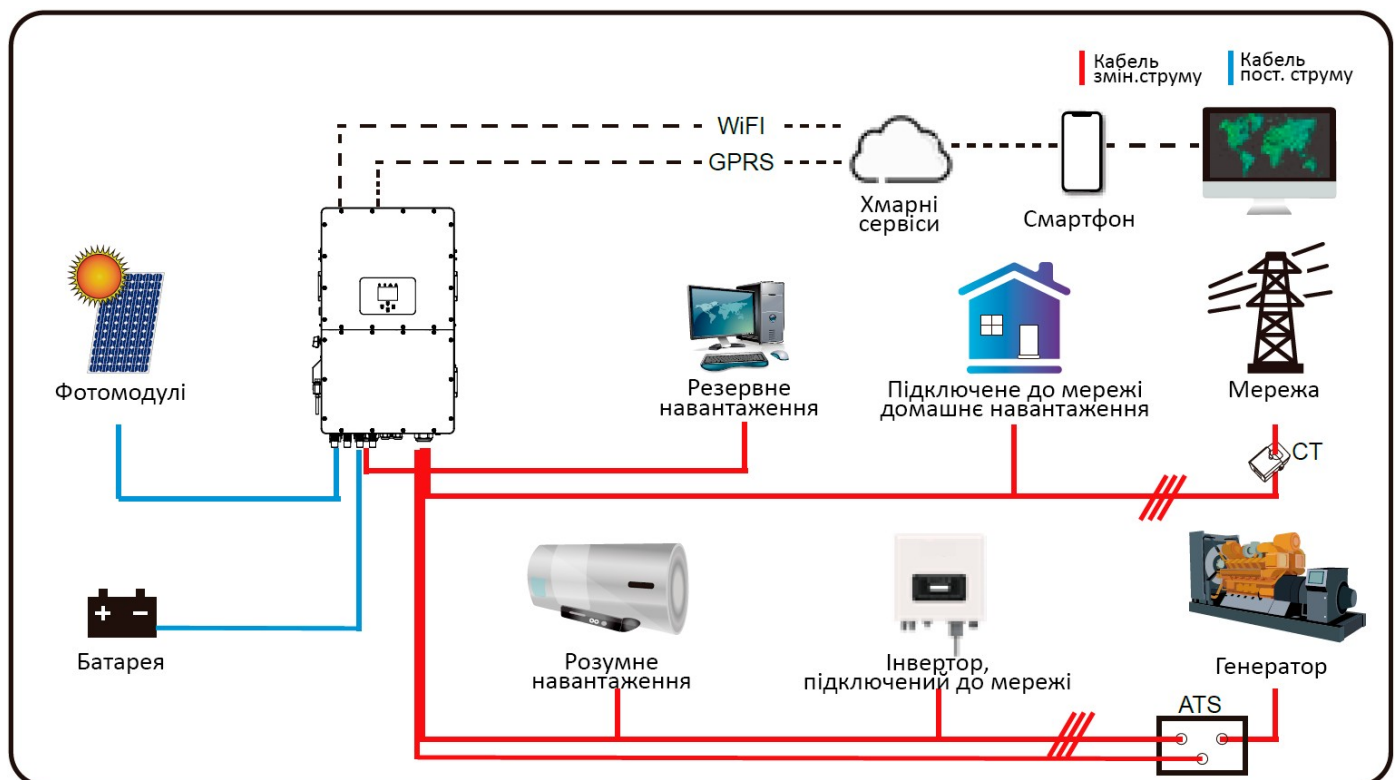 Кабель
змін.струму
Кабель
пост. струму
WiFI
GPRS
Хмарні
сервіси
Смартфон
Фотомодулі
Резервне
навантаження
Підключене до мережі
домашнє навантаження
Мережа
CT
Батарея
Розумне
навантаження
Інвертор,
підключений до мережі
Генератор
ATS